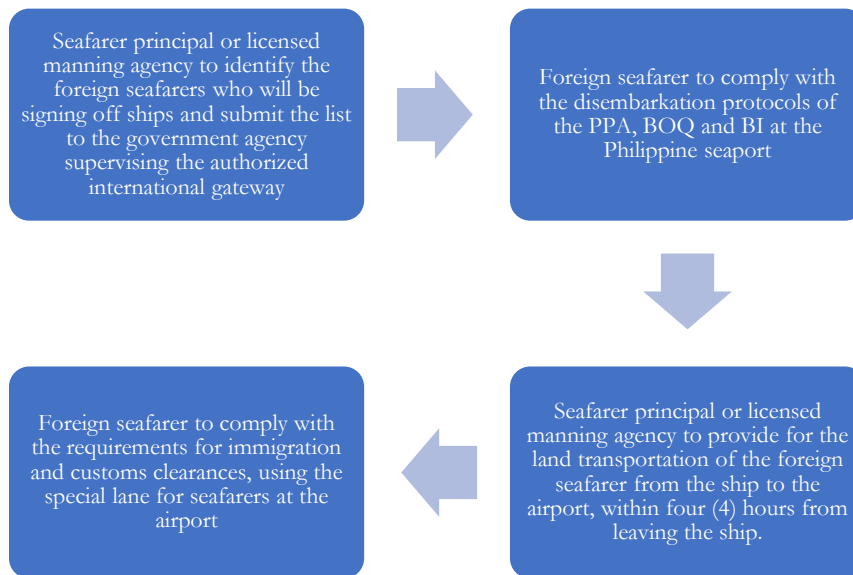 Seafarer principal or licensed
manning agency to identify the
foreign seafarers who will be
signing off ships and submit the list
to the government agency
supervising the authorized
international gateway
Foreign seafarer to comply with
the disembarkation protocols of
the PPA, BOQ and BI at the
Philippine seaport
Seafarer principal or licensed
manning agency to provide for the
land transportation of the foreign
seafarer from the ship to the
airport, within four (4) hours from
leaving the ship.
Foreign seafarer to comply with
the requirements for immigration
and customs clearances, using the
special lane for seafarers at the
airport